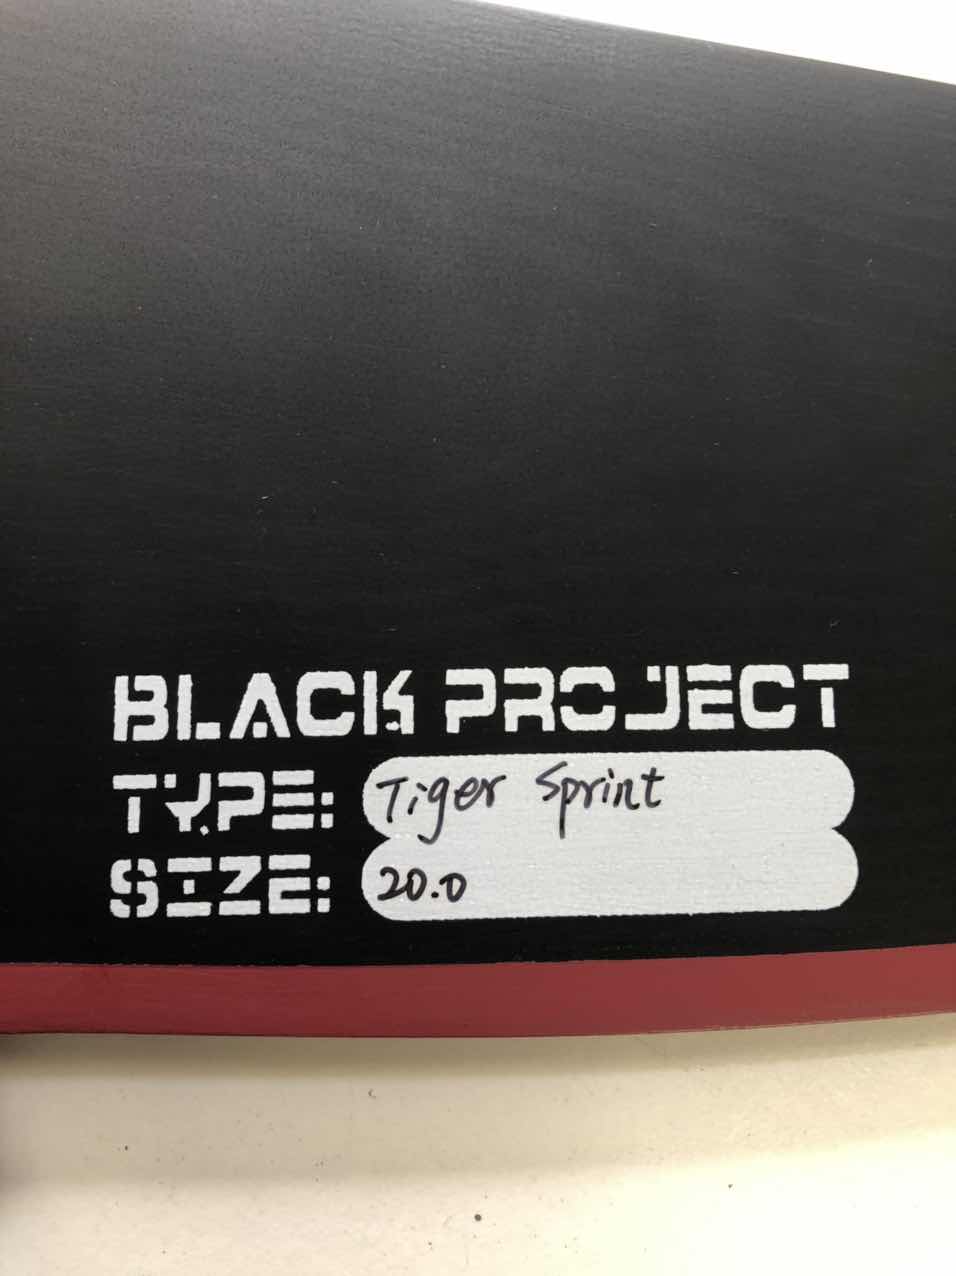 BLACK PROJECT
TYPE: Tiger Sprint
SIZE: 20.0